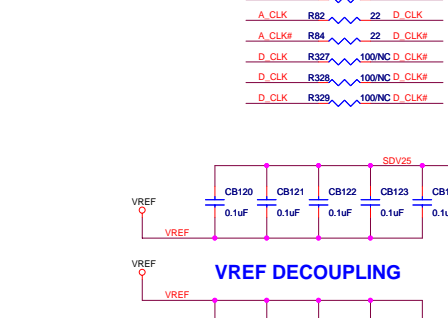 A_CLK R82 22 D_CLK
A_CLK# R84 22 D_CLK#
D_CLK R327 100/NC D_CLK#
D_CLK R328 100/NC D_CLK#
D_CLK R329 100/NC D_CLK#
SDV25
CB120 CB121 CB122 CB123
VREF
0.1uF 0.1uF 0.1uF 0.1uF
VREF
VREF
VREF DECOUPLING
VREF